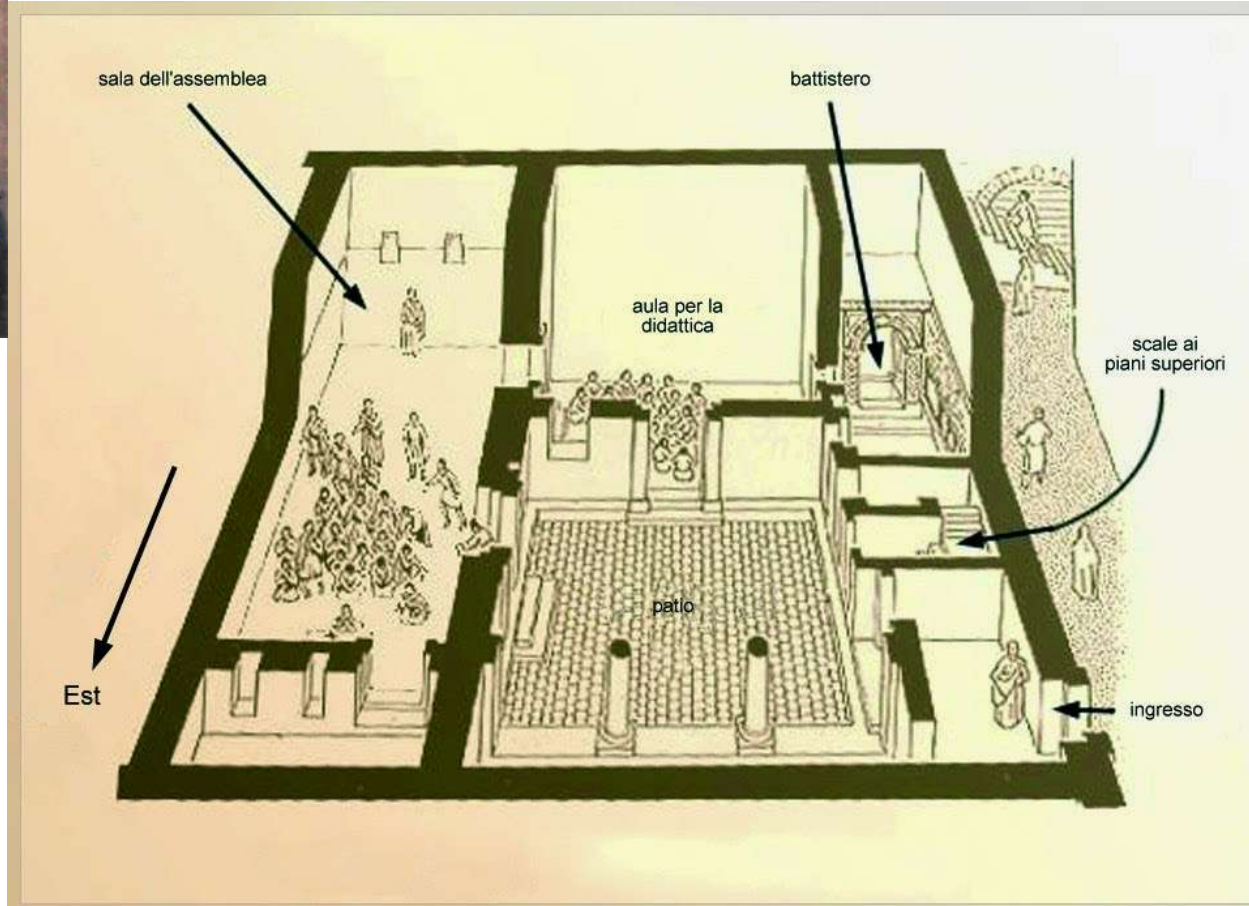 sala dell'assemblea
battistero
aula per la
didattica
scale ai
piani superiori
patio
Est
ingresso